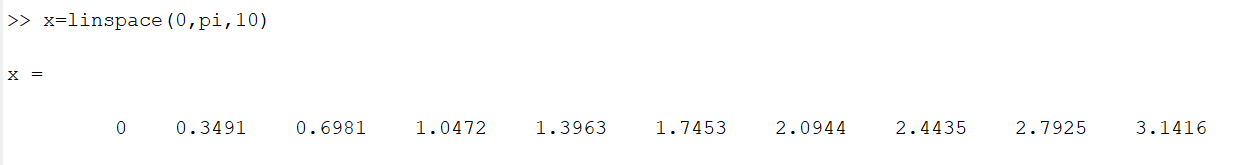 >> x=linspace(0,pi,10)
x =
0 0.3491 0.6981 1.0472 1.3963 1.7453 2.0944 2.4435 2.7925 3.1416